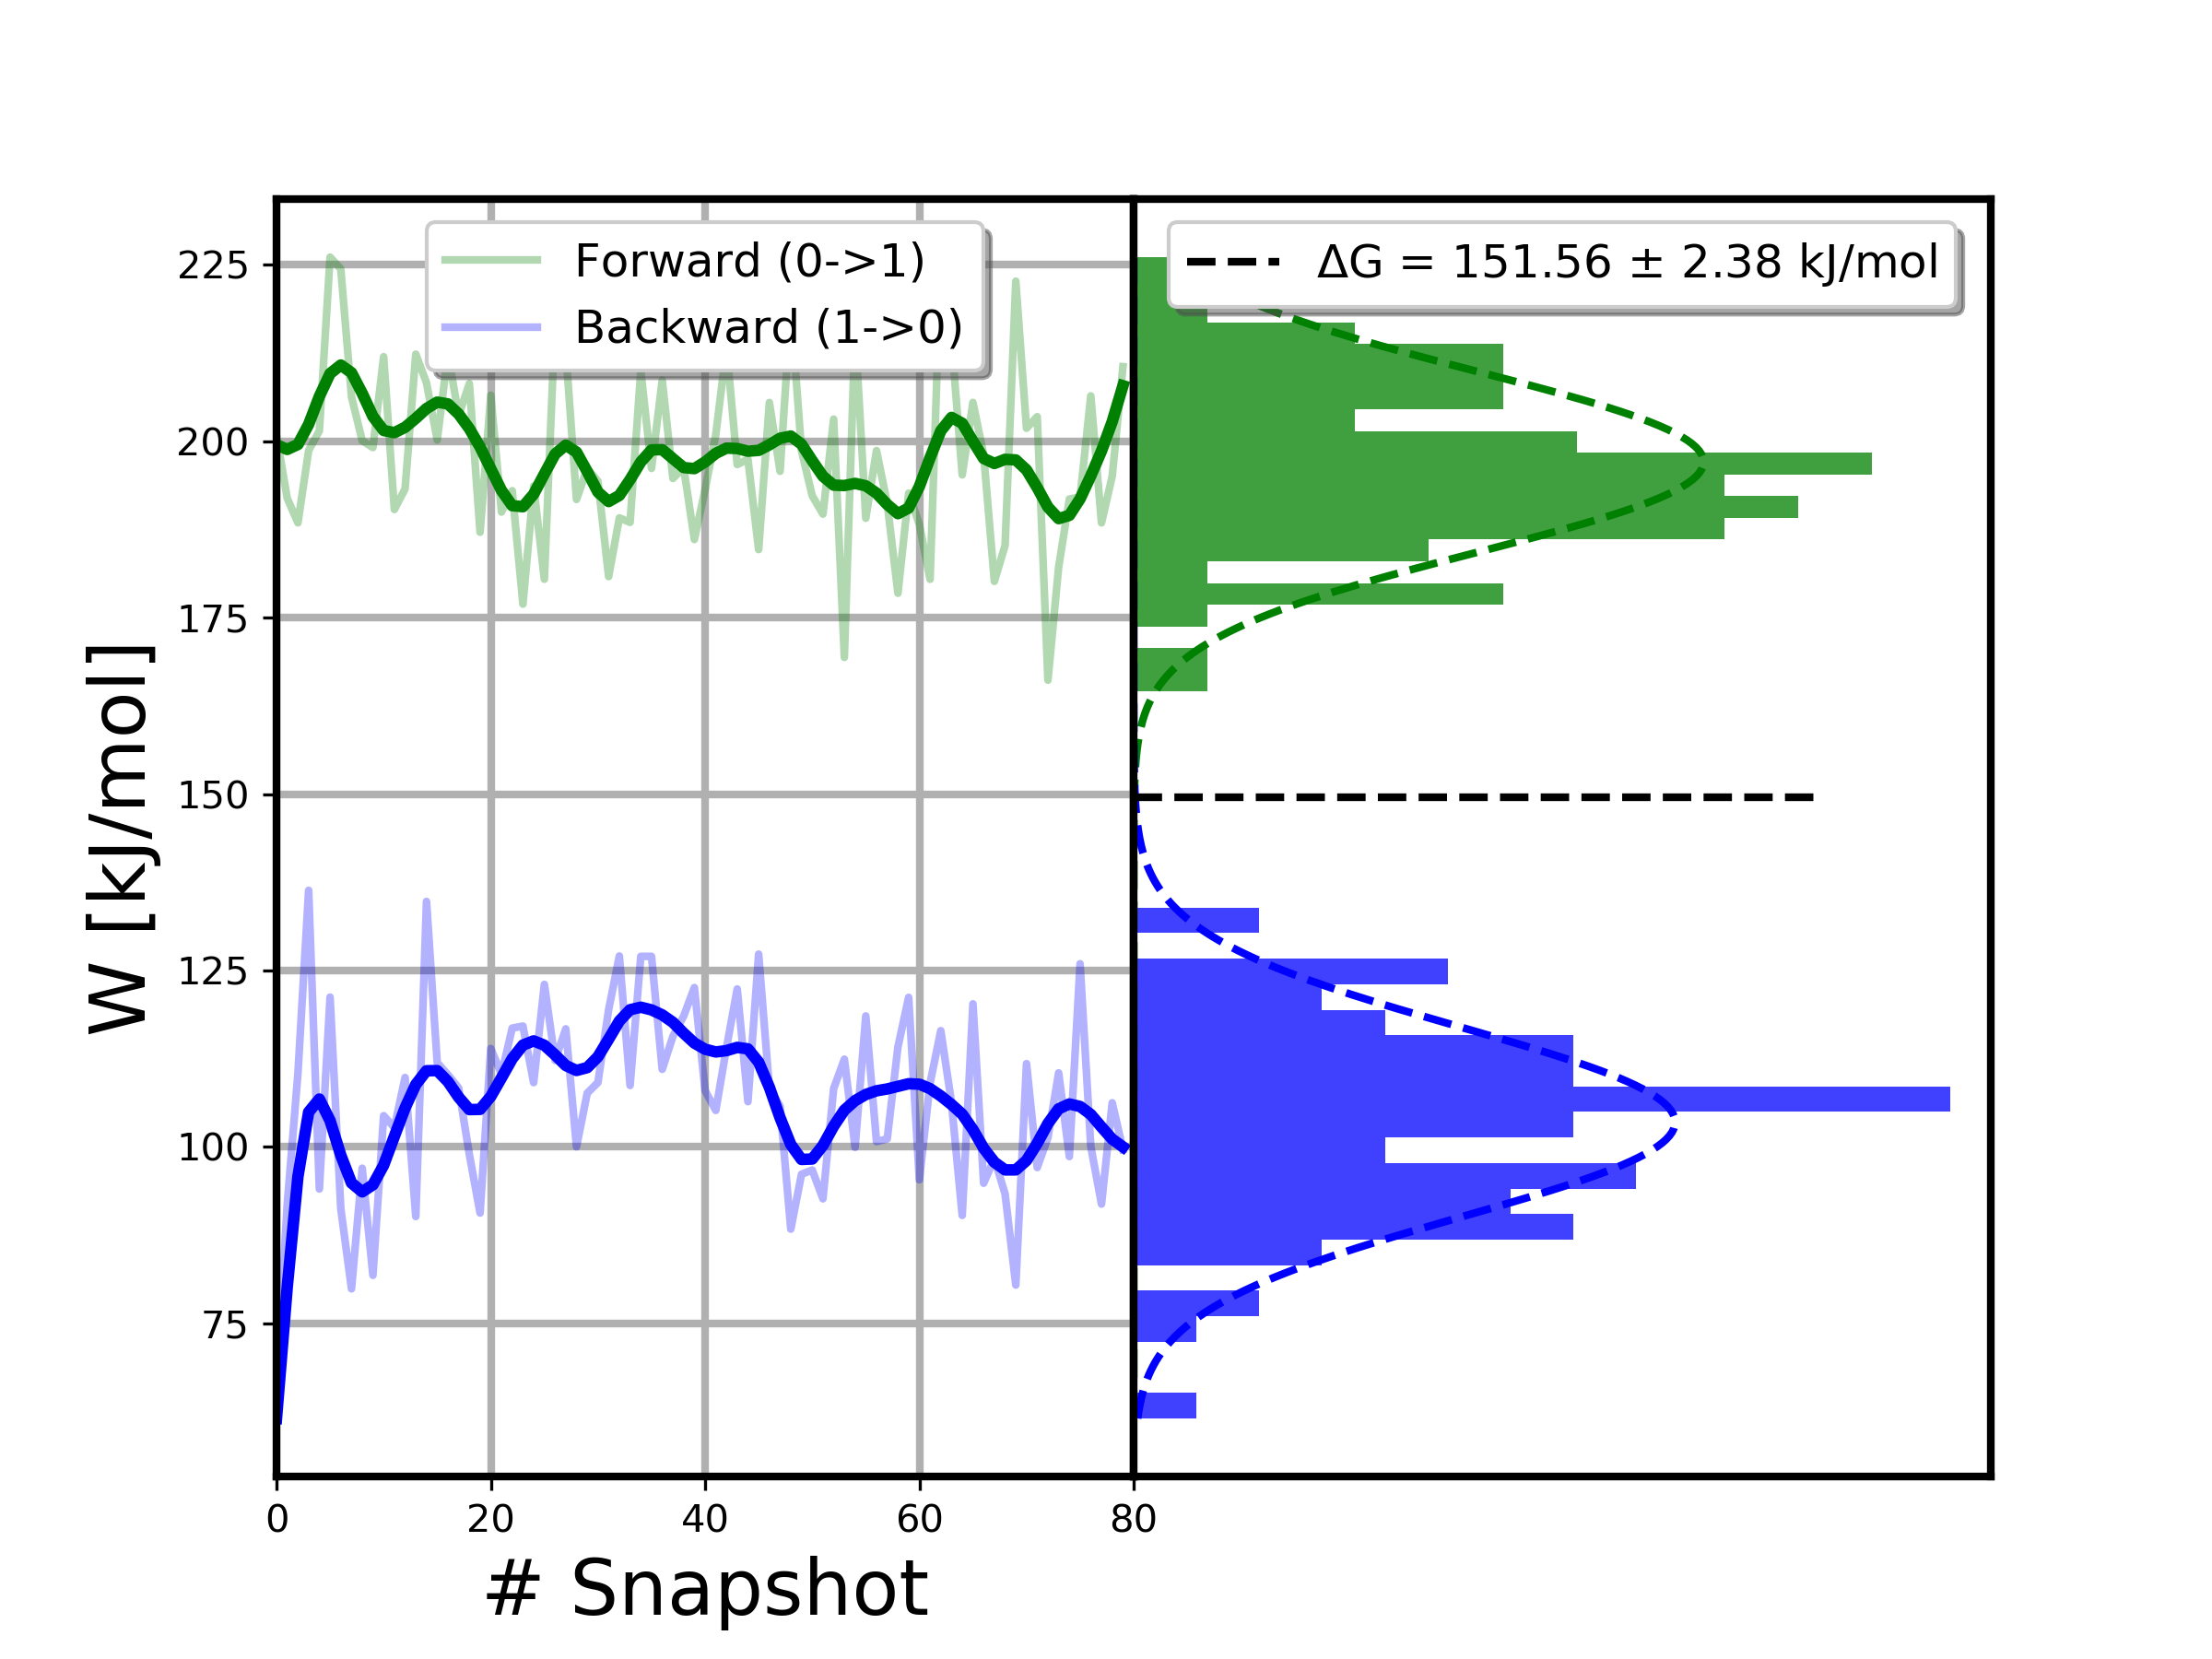 Forward (0->1)
Backward (1->0)
ΔG = 151.56 ± 2.38 kJ/mol
W [kJ/mol]
225
200
175
150
125
100
75
0 20 40 60 80
# Snapshot